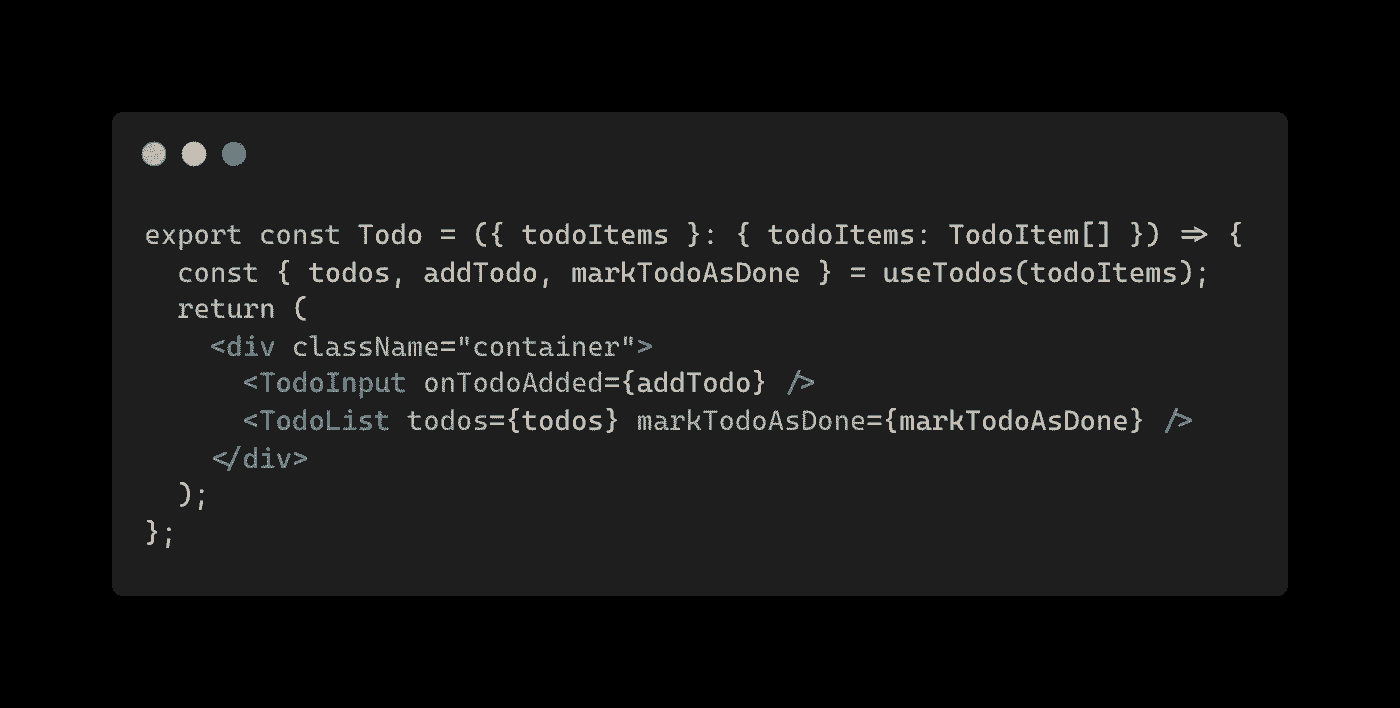 export const Todo = ({ todoItems }: { todoItems: TodoItem[] }) => {
  const { todos, addTodo, markTodoAsDone } = useTodos(todoItems);
  return (
    <div className="container">
      <TodoInput onTodoAdded={addTodo} />
      <TodoList todos={todos} markTodoAsDone={markTodoAsDone} />
    </div>
  );
};